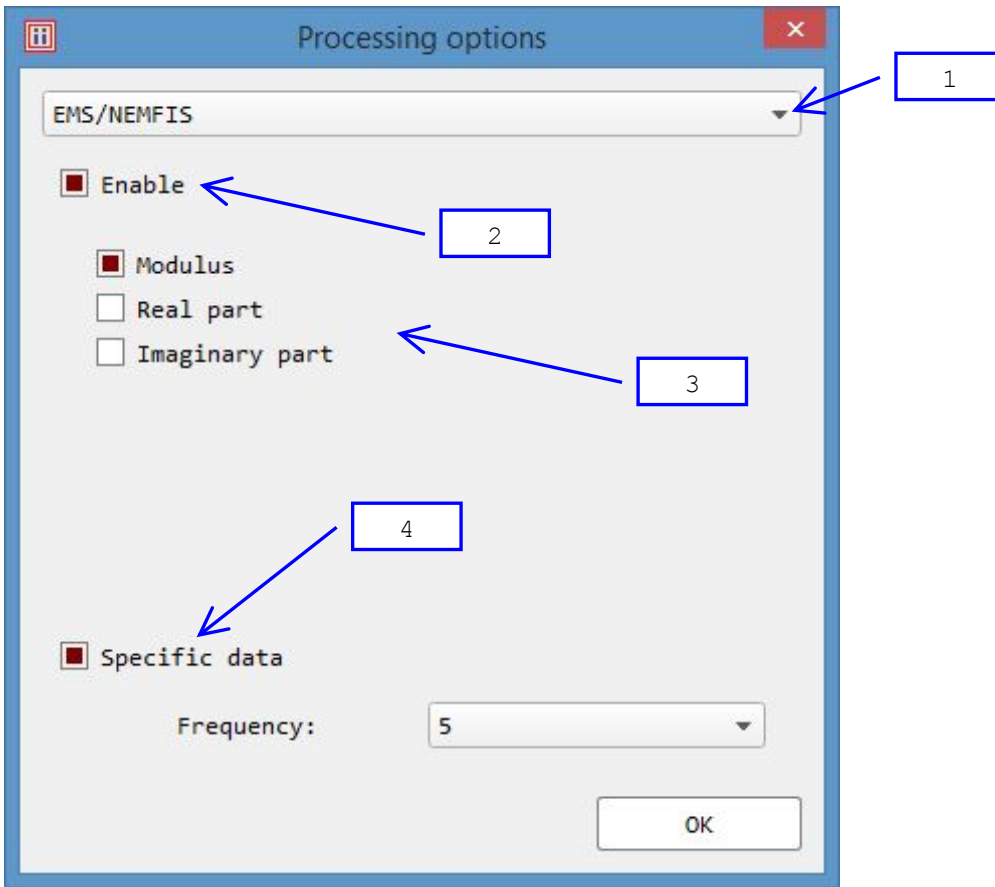 Processing options
1
EMS/NEMFIS
Enable
2
Modulus
Real part
Imaginary part
3
4
Specific data
Frequency: 5
OK